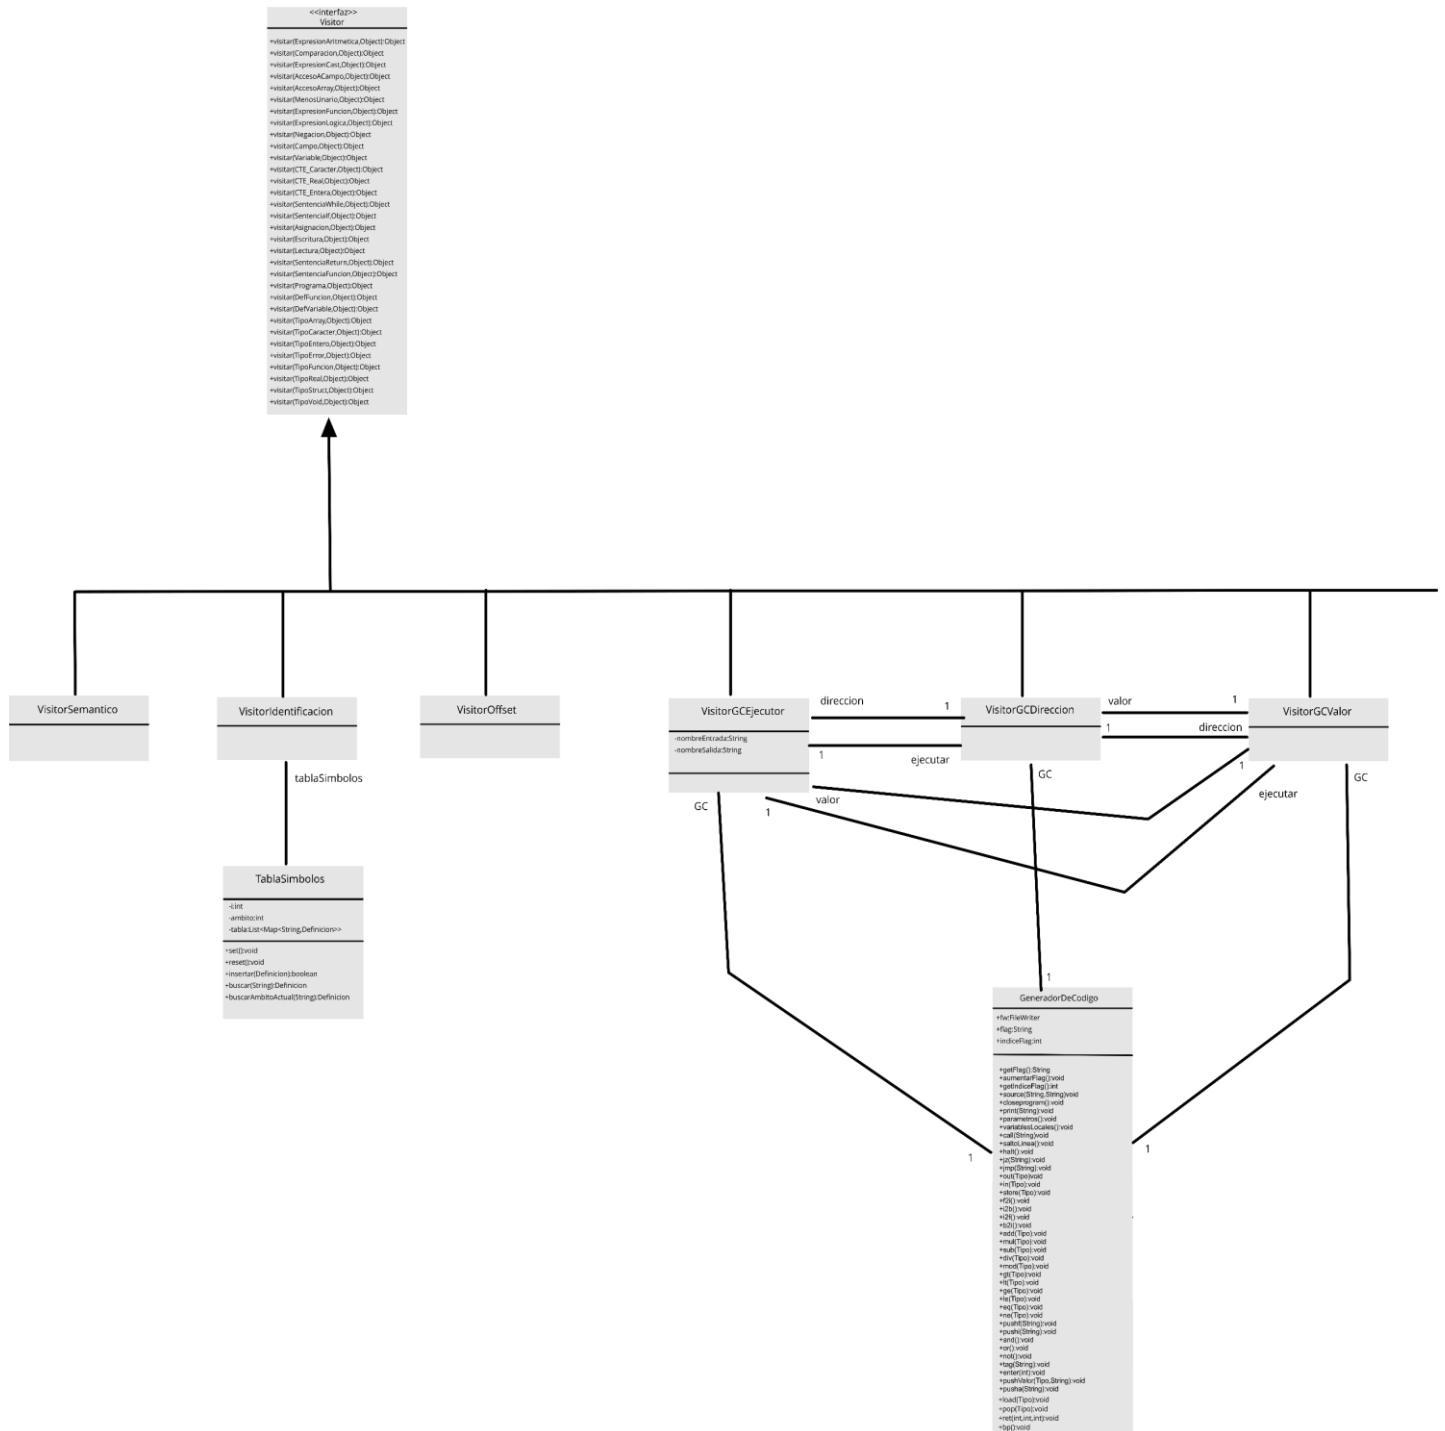 <<interfaz>>
Visitor
+visitar(ExpresionAritmetica,Object):Object
+visitar(Comparacion,Object):Object
+visitar(ExpresionCast,Object):Object
+visitar(AccesoACampo,Object):Object
+visitar(AccesoArray,Object):Object
+visitar(MenosUnario,Object):Object
+visitar(ExpresionFuncion,Object):Object
+visitar(ExpresionLogica,Object):Object
+visitar(Negacion,Object):Object
+visitar(Campo,Object):Object
+visitar(Variable,Object):Object
+visitar(CTE_Caracter,Object):Object
+visitar(CTE_Real,Object):Object
+visitar(CTE_Entera,Object):Object
+visitar(SentenciaWhile,Object):Object
+visitar(SentenciaIf,Object):Object
+visitar(Asignacion,Object):Object
+visitar(Escritura,Object):Object
+visitar(Lectura,Object):Object
+visitar(SentenciaReturn,Object):Object
+visitar(SentenciaFuncion,Object):Object
+visitar(Programa,Object):Object
+visitar(DefFuncion,Object):Object
+visitar(DefVariable,Object):Object
+visitar(TipoArray,Object):Object
+visitar(TipoCaracter,Object):Object
+visitar(TipoEntero,Object):Object
+visitar(TipoError,Object):Object
+visitar(TipoFuncion,Object):Object
+visitar(TipoReal,Object):Object
+visitar(TipoStruct,Object):Object
+visitar(TipoVoid,Object):Object
VisitorSemantico
VisitorIdentificacion
VisitorOffset
VisitorGCEjecutor
-nombreEntrada:String
-nombreSalida:String
direccion
1
VisitorGCDireccion
valor
1
VisitorGCValor
1
ejecutar
1
direccion
tablaSimbolos
GC
1
valor
GC
1
ejecutar
GC
TablaSimbolos
-i:int
-ambito:int
-tabla:List<Map<String,Definicion>>
+set():void
+reset():void
+insertar(Definicion):boolean
+buscar(String):Definicion
+buscarAmbitoActual(String):Definicion
1
1
1
GeneradorDeCodigo
+fw:FileWriter
+flag:String
+indiceFlag:int
+getFlag():String
+aumentarFlag():void
+getIndiceFlag():int
+source(String,String)void
+closeprogram():void
+print(String):void
+parametros():void
+variablesLocales():void
+call(String)void
+saltoLinea():void
+halt():void
+jz(String):void
+jmp(String):void
+out(Tipo)void
+in(Tipo):void
+store(Tipo):void
+f2i():void
+i2b():void
+i2f():void
+b2i():void
+add(Tipo):void
+mul(Tipo):void
+sub(Tipo):void
+div(Tipo):void
+mod(Tipo):void
+gt(Tipo):void
+lt(Tipo):void
+ge(Tipo):void
+le(Tipo):void
+eq(Tipo):void
+ne(Tipo):void
+pushf(String):void
+pushi(String):void
+and():void
+or():void
+not():void
+tag(String):void
+enter(int):void
+pushValor(Tipo,String):void
+pusha(String):void
+load(Tipo):void
+pop(Tipo):void
+ret(int,int,int):void
+bp():void